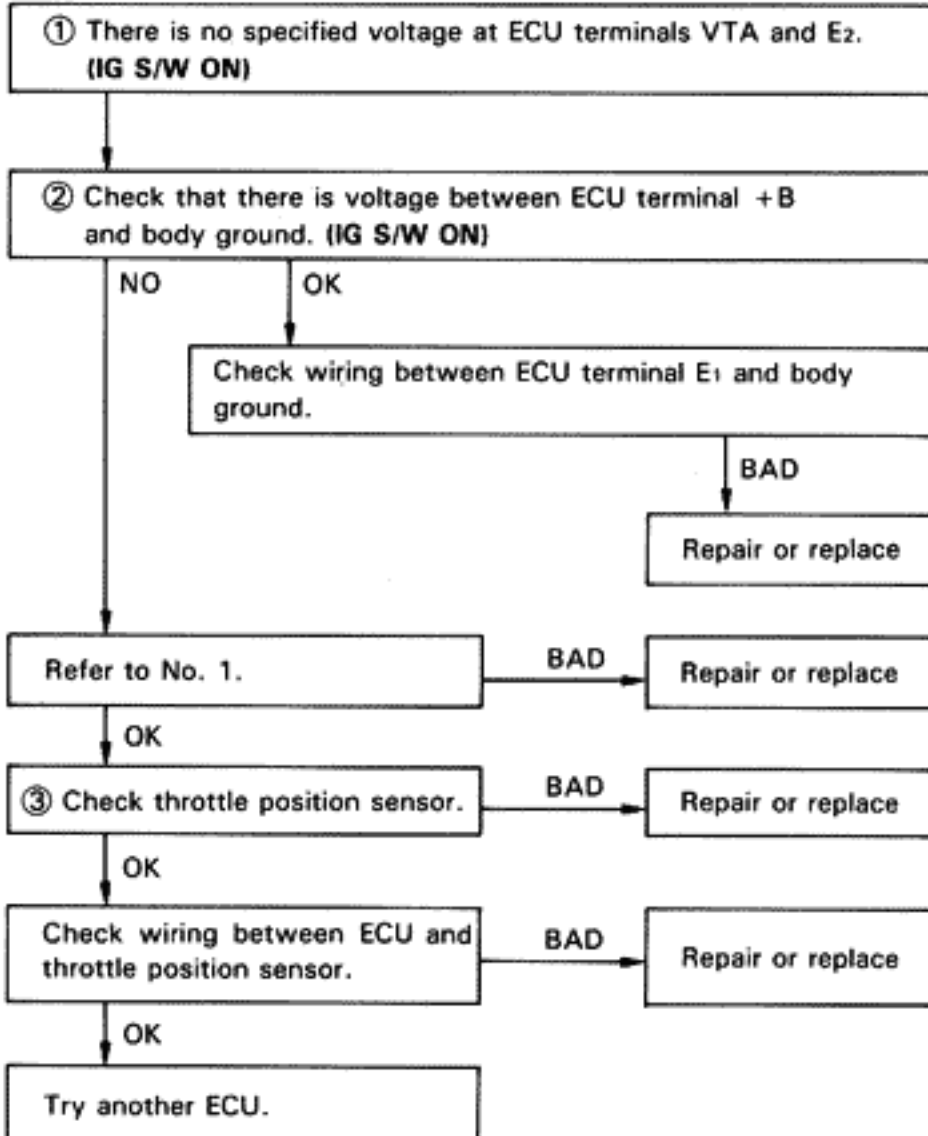 ① There is no specified voltage at ECU terminals VTA and E₂.
(IG S/W ON)
② Check that there is voltage between ECU terminal +B
and body ground. (IG S/W ON)
NO
OK
Check wiring between ECU terminal E₁ and body
ground.
BAD
Repair or replace
Refer to No. 1.
BAD
Repair or replace
OK
③ Check throttle position sensor.
BAD
Repair or replace
OK
Check wiring between ECU and
throttle position sensor.
BAD
Repair or replace
OK
Try another ECU.